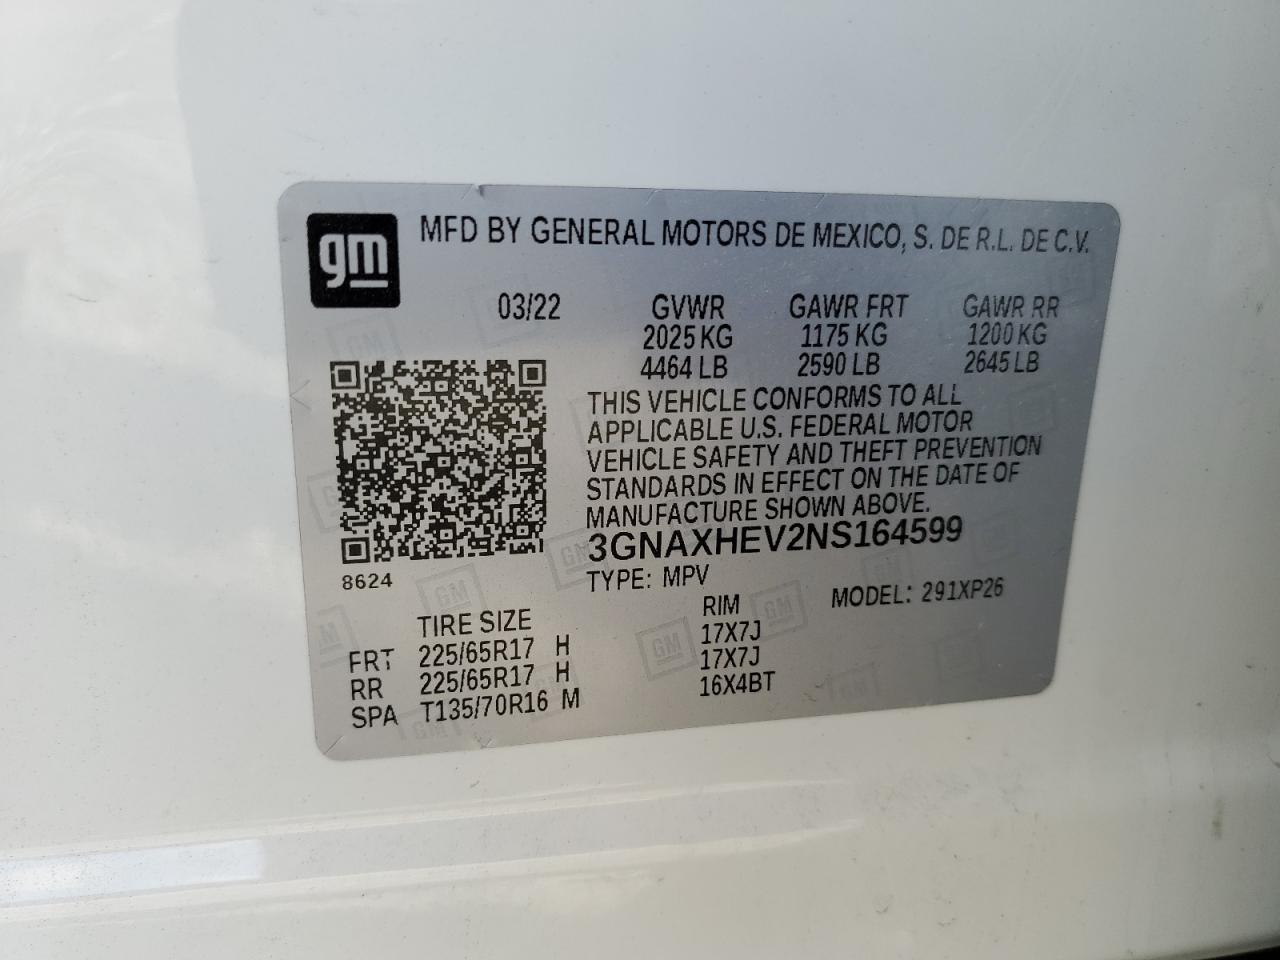 gm
MFD BY GENERAL MOTORS DE MEXICO, S. DE R.L. DE C.V.
03/22 GVWR GAWR FRT GAWR RR
2025 KG 1175 KG 1200 KG
4464 LB 2590 LB 2645 LB
THIS VEHICLE CONFORMS TO ALL
APPLICABLE U.S. FEDERAL MOTOR
VEHICLE SAFETY AND THEFT PREVENTION
STANDARDS IN EFFECT ON THE DATE OF
MANUFACTURE SHOWN ABOVE.
3GNAXHEV2NS164599
8624
TYPE: MPV MODEL: 291XP26
TIRE SIZE RIM
FRT 225/65R17 H 17X7J
RR 225/65R17 H 17X7J
SPA T135/70R16 M 16X4BT